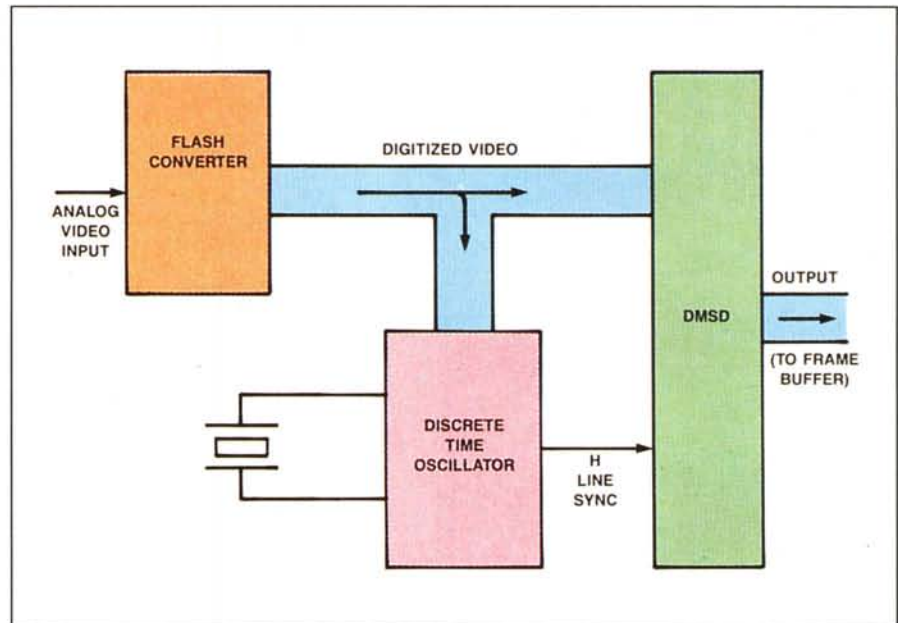 FLASH
CONVERTER
DIGITIZED VIDEO
ANALOG
VIDEO
INPUT
OUTPUT
DMSD
(TO FRAME
BUFFER)
DISCRETE
TIME
OSCILLATOR
H
LINE
SYNC